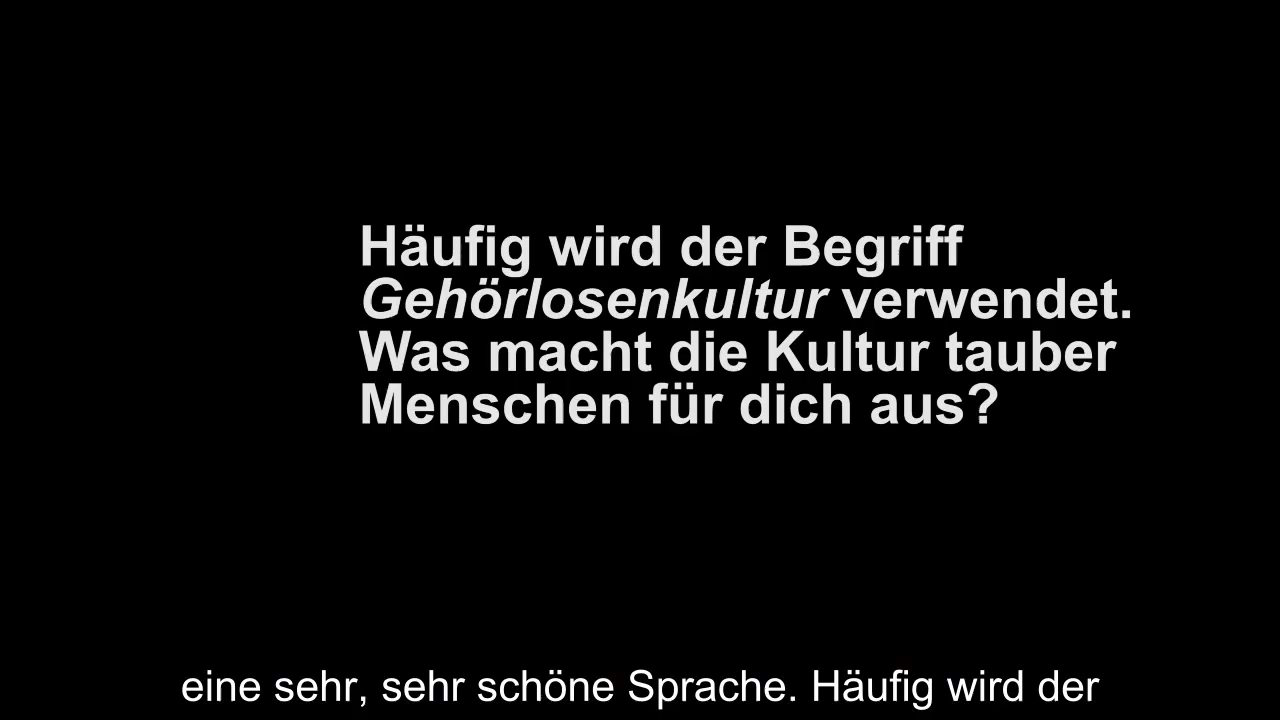 Häufig wird der Begriff
Gehörlosenkultur verwendet.
Was macht die Kultur tauber
Menschen für dich aus?
eine sehr, sehr schöne Sprache. Häufig wird der